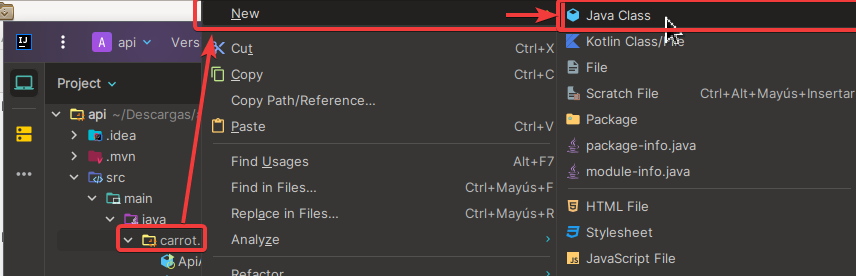 New
Java Class
IJ
A api
Vers
Cut Ctrl+X
Kotlin Class/File
Project
Copy Ctrl+C
File
api ~/Descargas/
Copy Path/Reference...
Scratch File Ctrl+Alt+Mayús+Insertar
.idea
Paste Ctrl+V
Package
.mvn
package-info.java
src
Find Usages Alt+F7
module-info.java
main
Find in Files... Ctrl+Mayús+F
HTML File
java
Replace in Files... Ctrl+Mayús+R
Stylesheet
carrot.
Analyze
JavaScript File
ApiA
Refactor